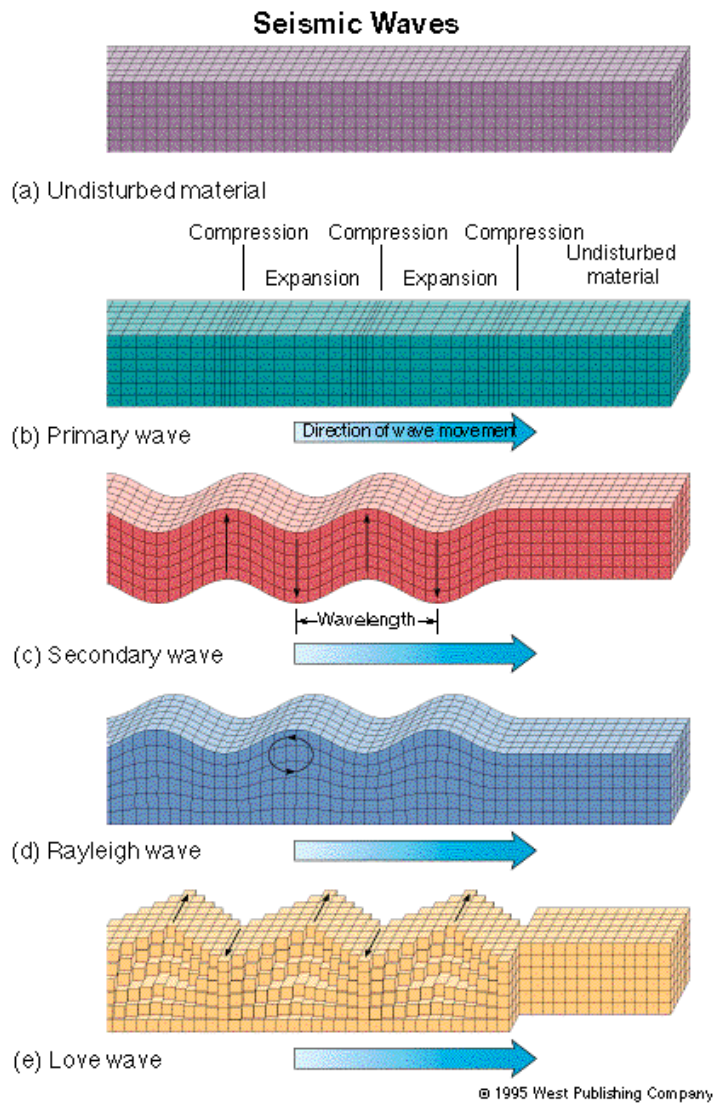 Seismic Waves
(a) Undisturbed material
Compression Compression Compression
Expansion Expansion Undisturbed
material
Direction of wave movement
(b) Primary wave
Wavelength
(c) Secondary wave
(d) Rayleigh wave
(e) Love wave
© 1995 West Publishing Company